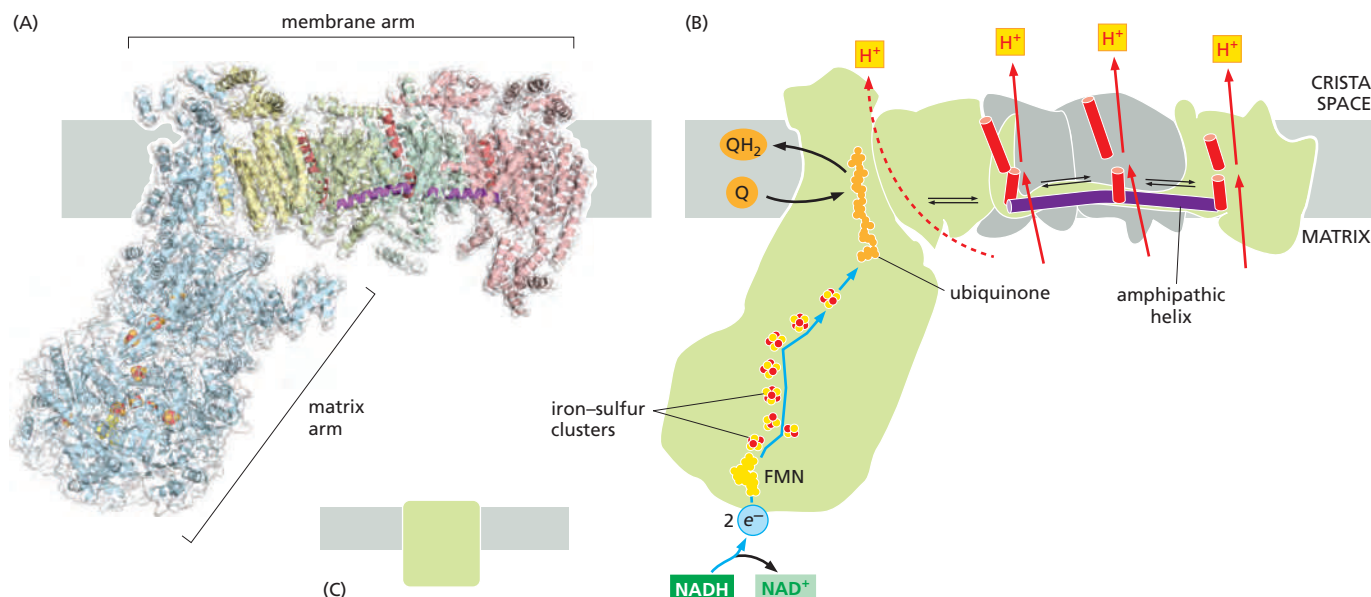 (A)
membrane arm
matrix
arm
(C)
(B)
H⁺
H⁺
H⁺
H⁺
CRISTA
SPACE
QH₂
Q
MATRIX
ubiquinone
amphipathic
helix
iron–sulfur
clusters
FMN
2 e⁻
NADH
NAD⁺